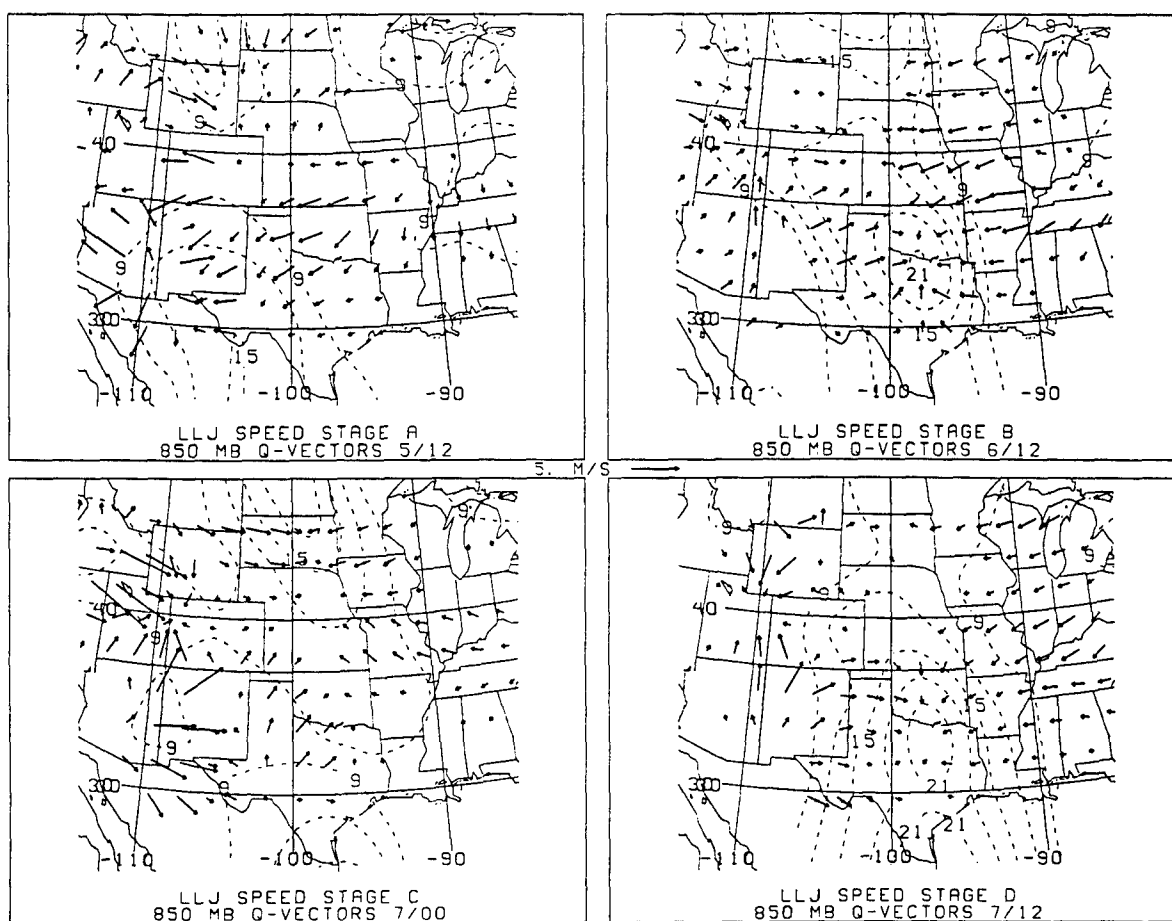 9
9
40
9
9
9
9
30
15
-110 -100 -90
LLJ SPEED STAGE A
850 MB Q-VECTORS 5/12
9
15
40
9
9
9
21
30
15
-110 -100 -90
LLJ SPEED STAGE B
850 MB Q-VECTORS 6/12
5. M/S
9
5
40
9
9
9
30
9
-110 -100 -90
LLJ SPEED STAGE C
850 MB Q-VECTORS 7/00
9
9
40
9
15
15
30
21
21
21
-110 -100 -90
LLJ SPEED STAGE D
850 MB Q-VECTORS 7/12